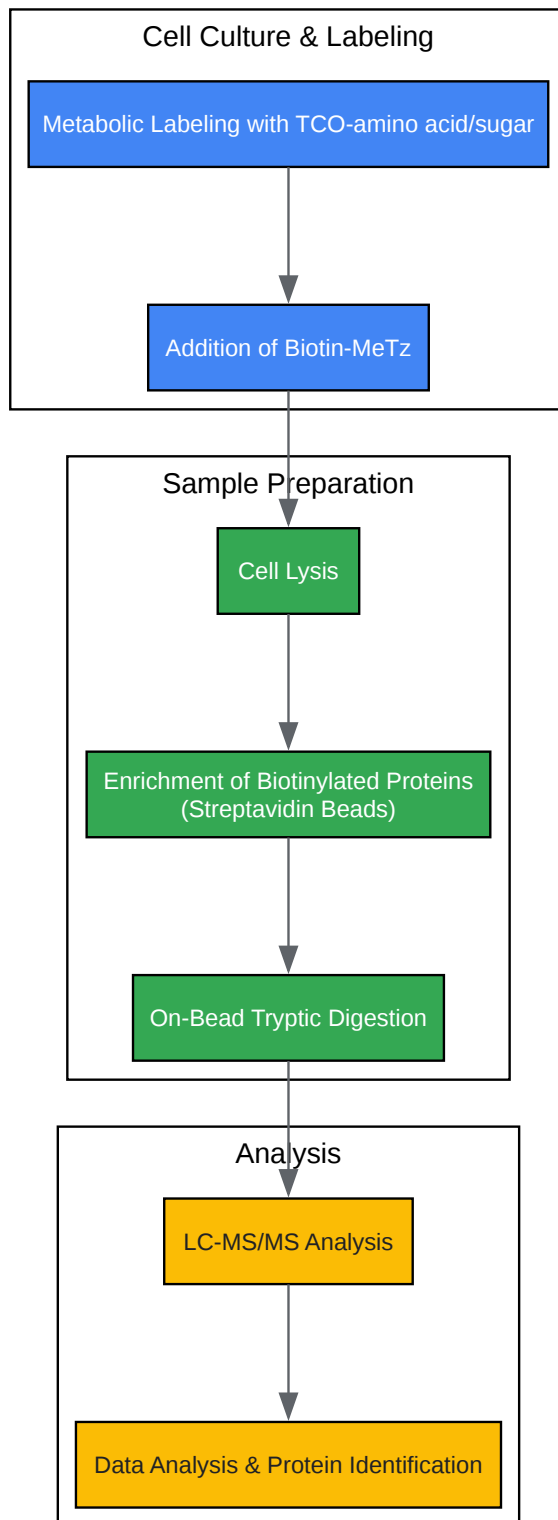 Cell Culture & Labeling
Metabolic Labeling with TCO-amino acid/sugar
Addition of Biotin-MeTz
Sample Preparation
Cell Lysis
Enrichment of Biotinylated Proteins
(Streptavidin Beads)
On-Bead Tryptic Digestion
Analysis
LC-MS/MS Analysis
Data Analysis & Protein Identification